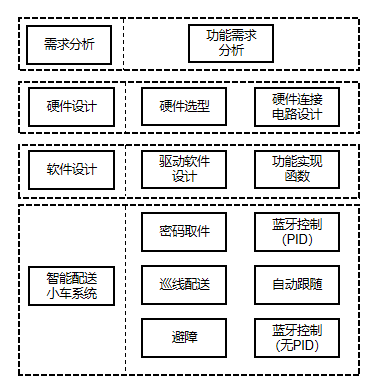 需求分析
功能需求
分析
硬件设计
硬件选型
硬件连接
电路设计
软件设计
驱动软件
设计
功能实现
函数
智能配送
小车系统
密码取件
蓝牙控制
（PID）
巡线配送
自动跟随
避障
蓝牙控制
（无PID）